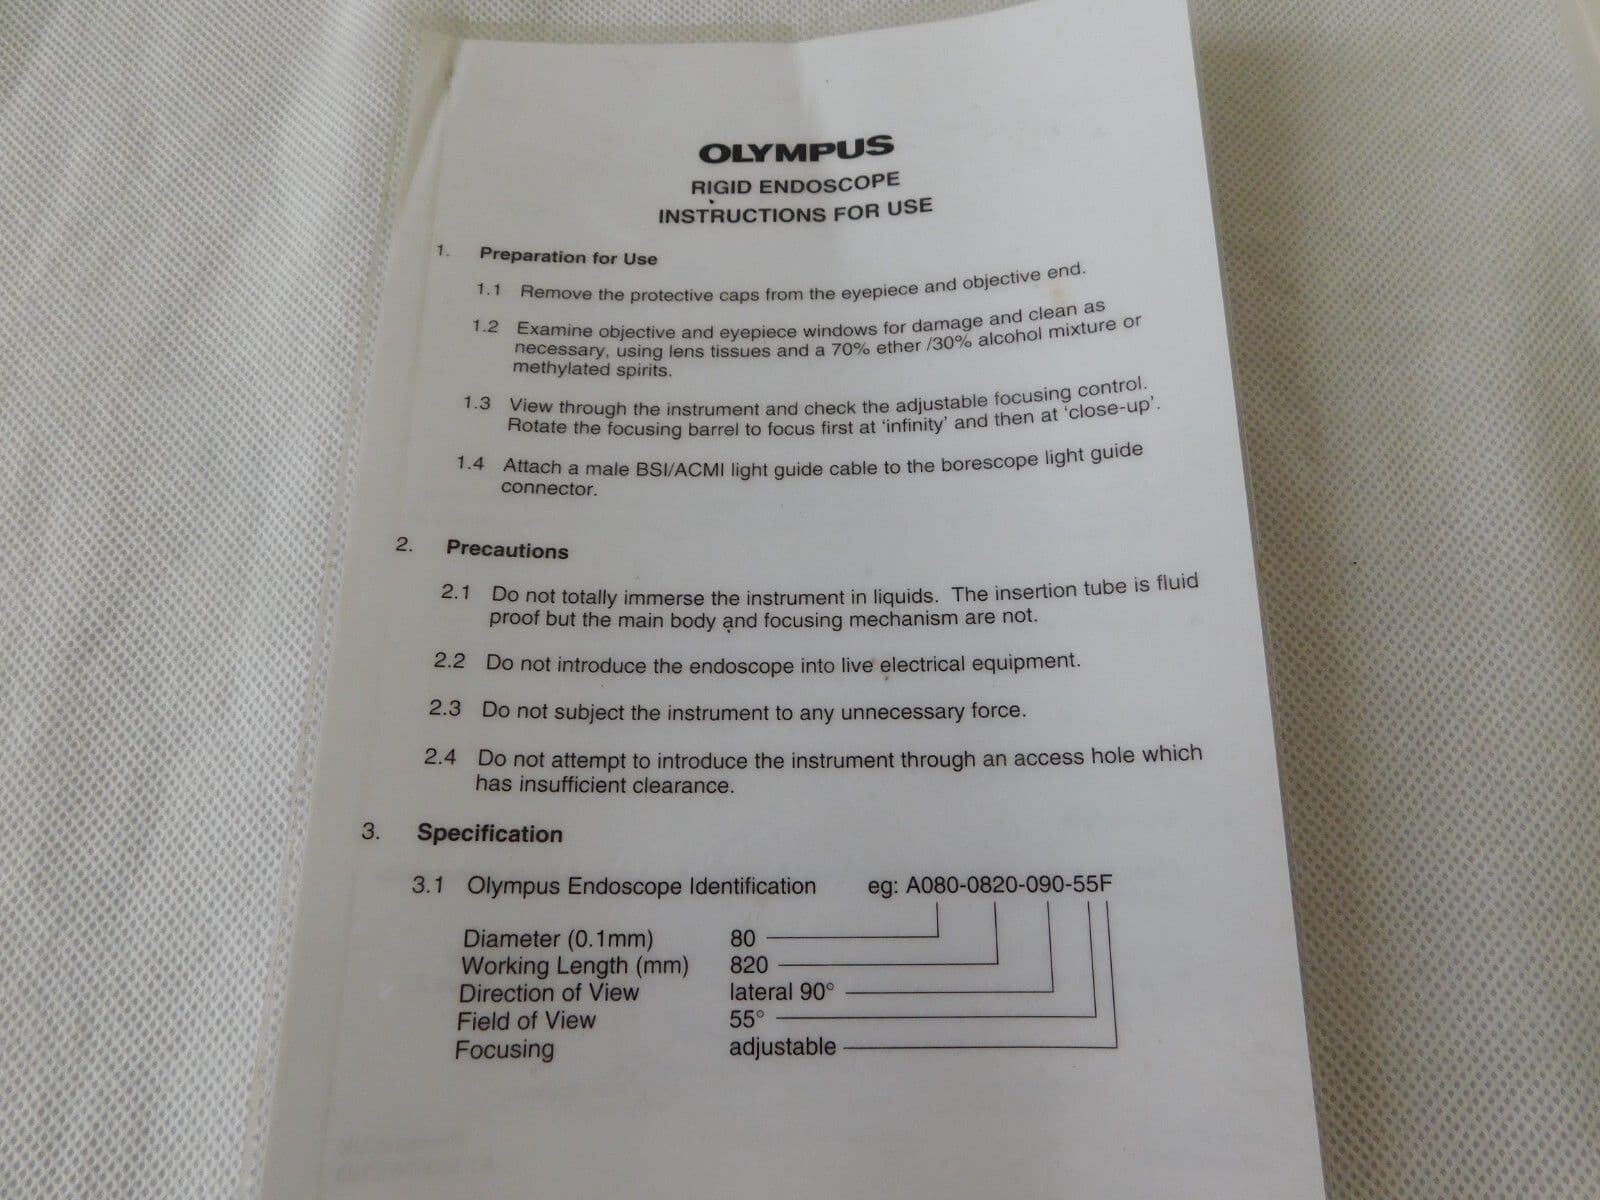 OLYMPUS
RIGID ENDOSCOPE
INSTRUCTIONS FOR USE
1. Preparation for Use
1.1 Remove the protective caps from the eyepiece and objective end.
1.2 Examine objective and eyepiece windows for damage and clean as
necessary, using lens tissues and a 70% ether /30% alcohol mixture or
methylated spirits.
1.3 View through the instrument and check the adjustable focusing control.
Rotate the focusing barrel to focus first at ‘infinity’ and then at ‘close-up’.
1.4 Attach a male BSI/ACMI light guide cable to the borescope light guide
connector.
2. Precautions
2.1 Do not totally immerse the instrument in liquids. The insertion tube is fluid
proof but the main body and focusing mechanism are not.
2.2 Do not introduce the endoscope into live electrical equipment.
2.3 Do not subject the instrument to any unnecessary force.
2.4 Do not attempt to introduce the instrument through an access hole which
has insufficient clearance.
3. Specification
3.1 Olympus Endoscope Identification eg: A080-0820-090-55F
Diameter (0.1mm) 80
Working Length (mm) 820
Direction of View lateral 90°
Field of View 55°
Focusing adjustable